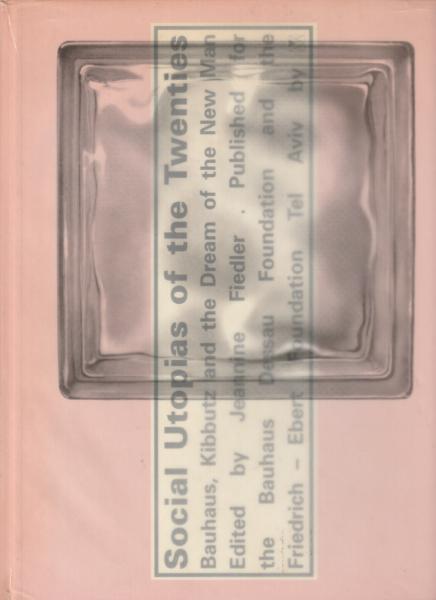 Social Utopias of the Twenties
Bauhaus, Kibbutz and the Dream of the New Man
Edited by Jeannine Fiedler . Published for
the Bauhaus Dessau Foundation and the
Friedrich – Ebert Foundation Tel Aviv by